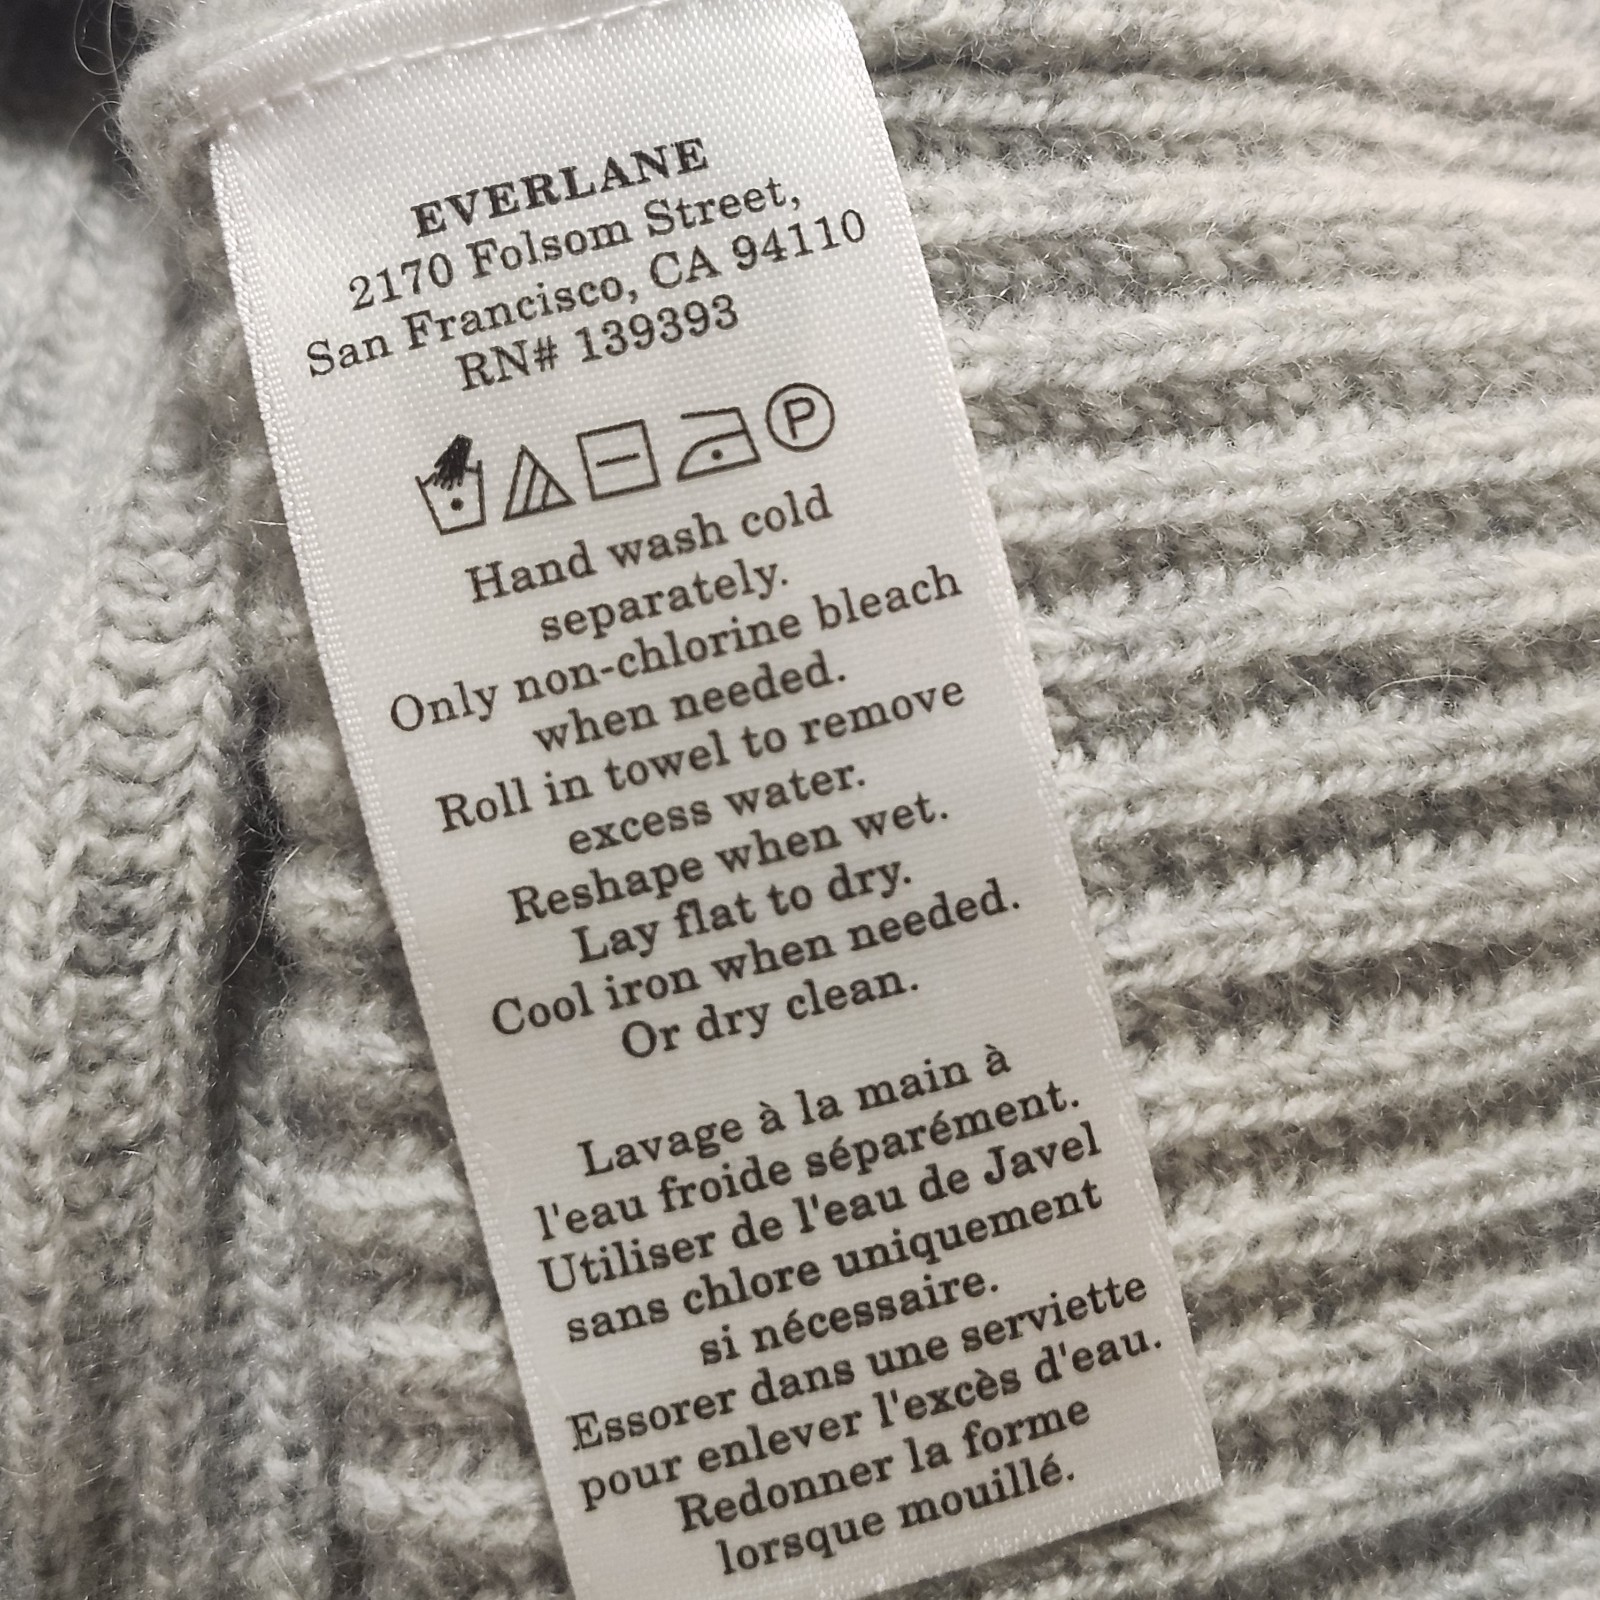 EVERLANE
2170 Folsom Street,
San Francisco, CA 94110
RN# 139393
P
Hand wash cold
separately.
Only non-chlorine bleach
when needed.
Roll in towel to remove
excess water.
Reshape when wet.
Lay flat to dry.
Cool iron when needed.
Or dry clean.
Lavage à la main à
l'eau froide séparément.
Utiliser de l'eau de Javel
sans chlore uniquement
si nécessaire.
Essorer dans une serviette
pour enlever l'excès d'eau.
Redonner la forme
lorsque mouillé.